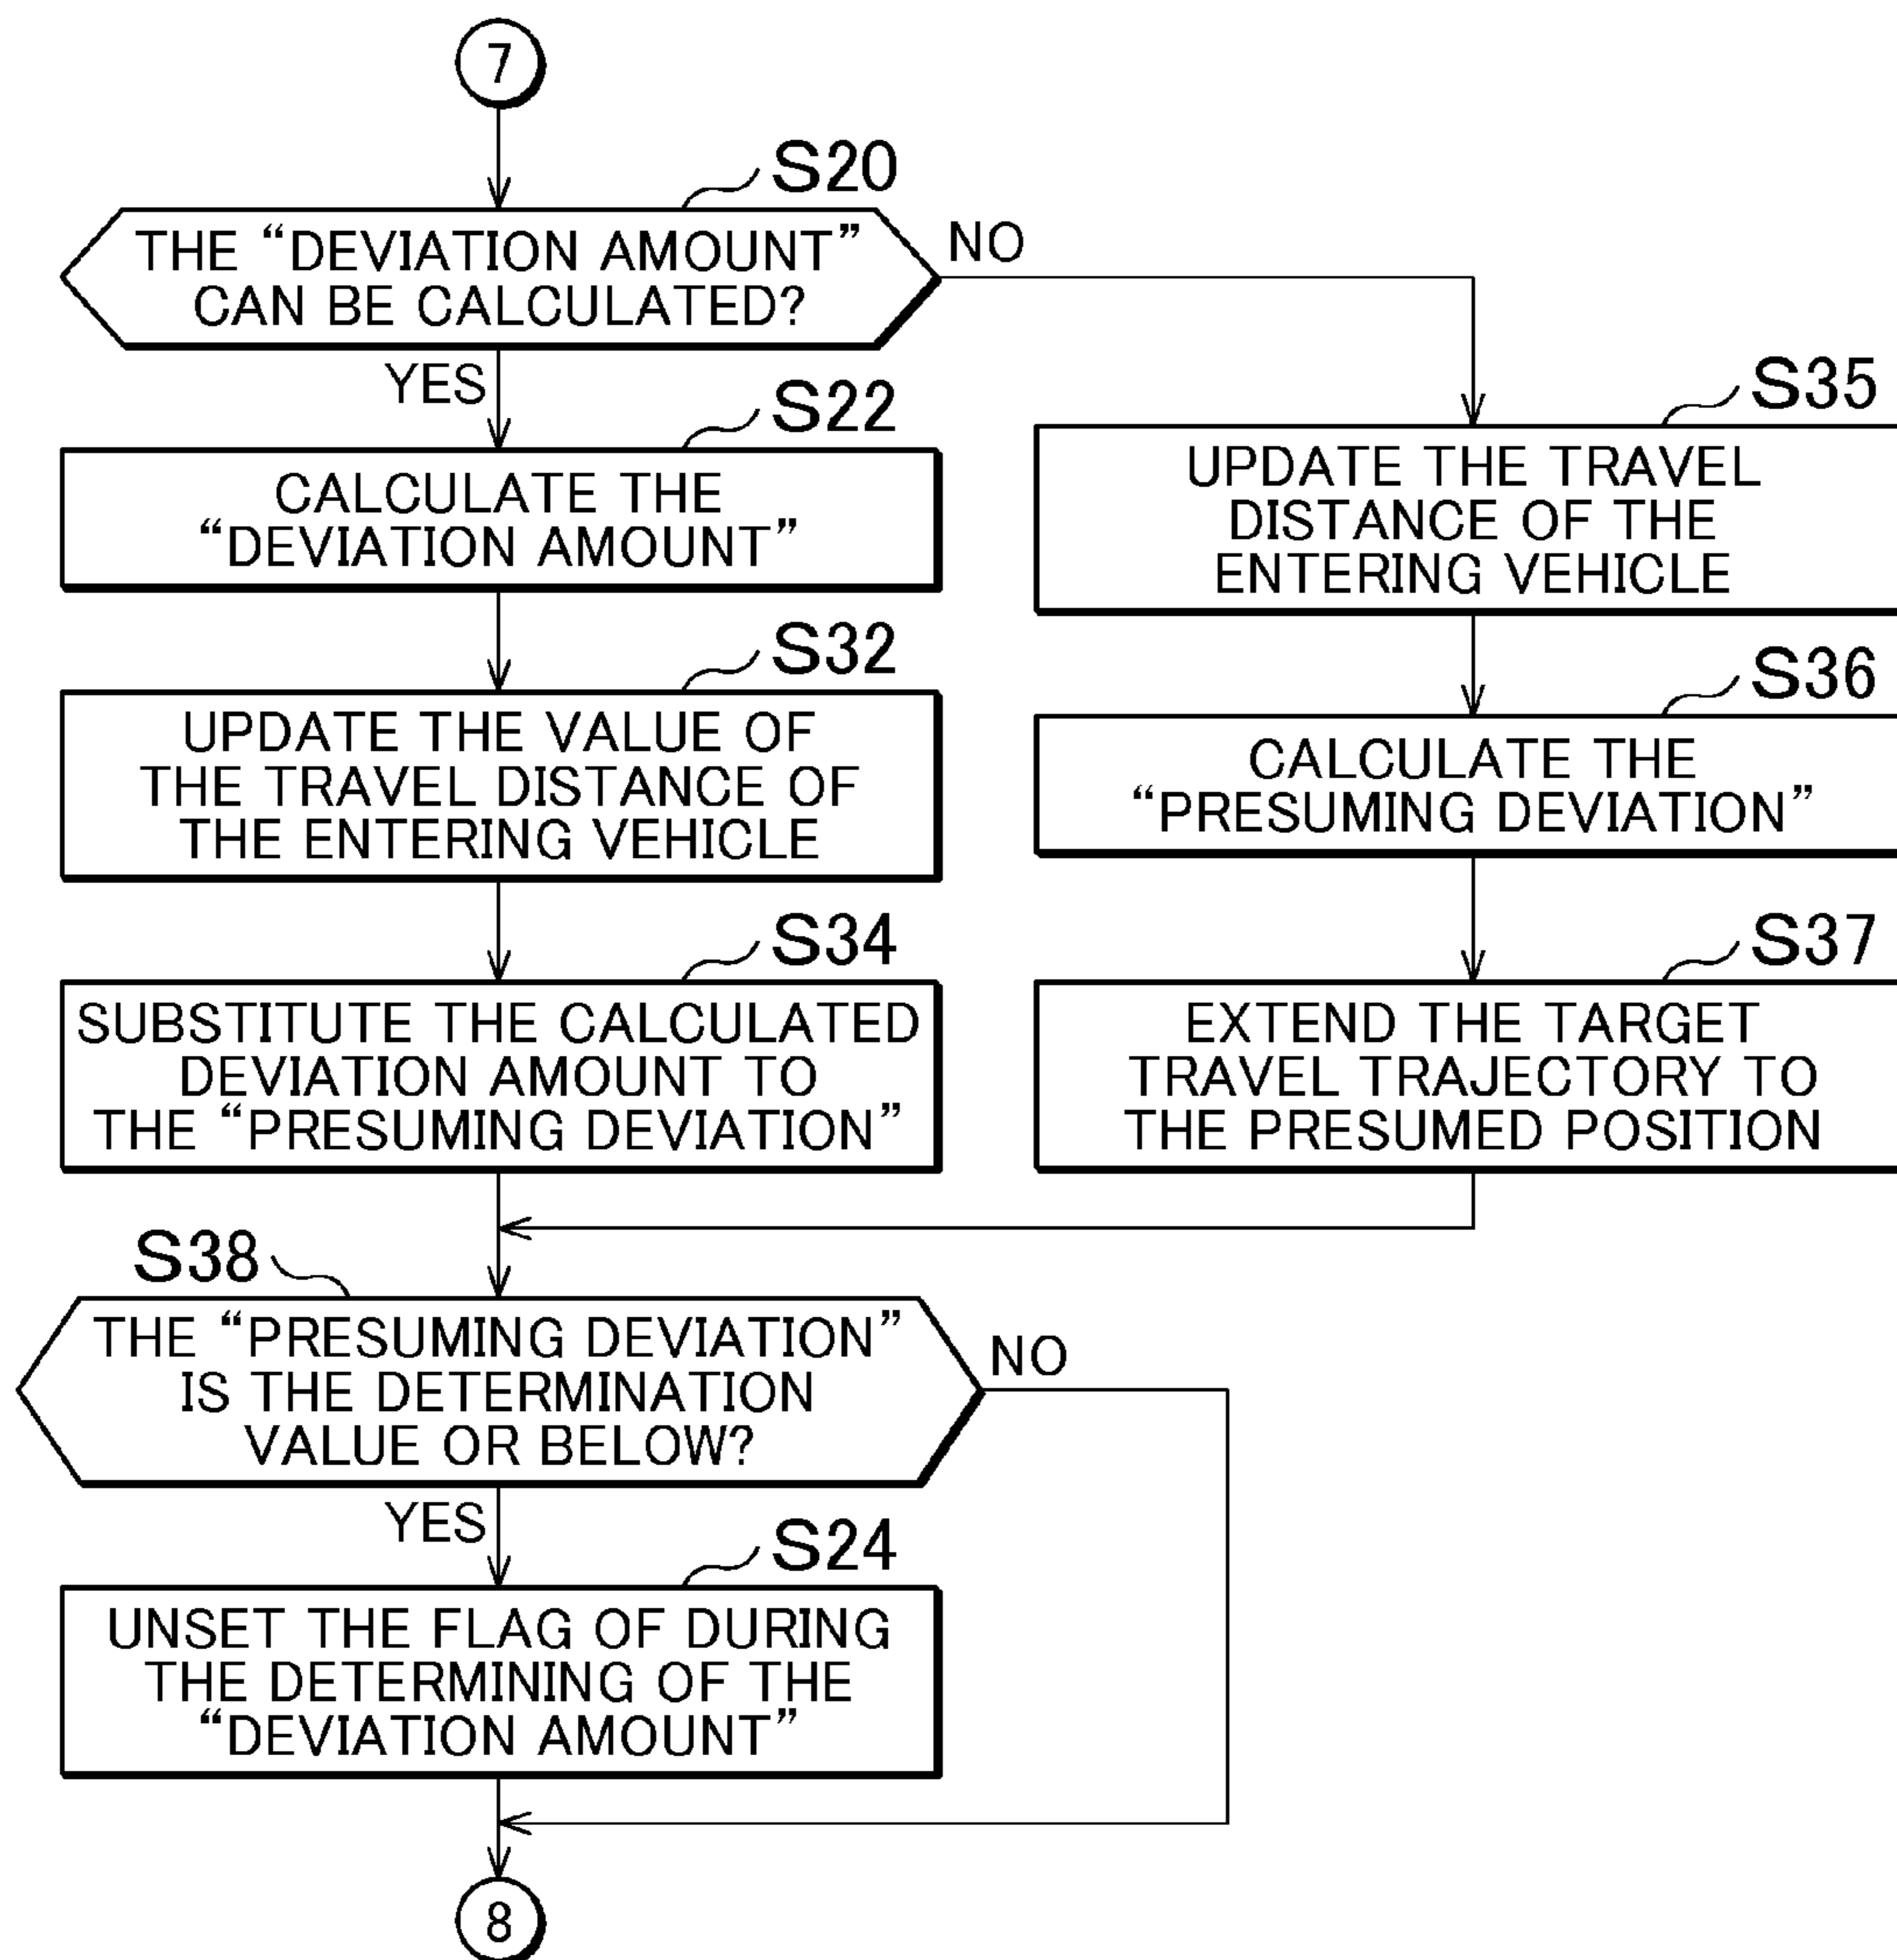 7
S20
THE “DEVIATION AMOUNT”
CAN BE CALCULATED?
NO
YES
S22
CALCULATE THE
“DEVIATION AMOUNT”
S32
UPDATE THE VALUE OF
THE TRAVEL DISTANCE OF
THE ENTERING VEHICLE
S34
SUBSTITUTE THE CALCULATED
DEVIATION AMOUNT TO
THE “PRESUMING DEVIATION”
S35
UPDATE THE TRAVEL
DISTANCE OF THE
ENTERING VEHICLE
S36
CALCULATE THE
“PRESUMING DEVIATION”
S37
EXTEND THE TARGET
TRAVEL TRAJECTORY TO
THE PRESUMED POSITION
S38
THE “PRESUMING DEVIATION”
IS THE DETERMINATION
VALUE OR BELOW?
NO
YES
S24
UNSET THE FLAG OF DURING
THE DETERMINING OF THE
“DEVIATION AMOUNT”
8